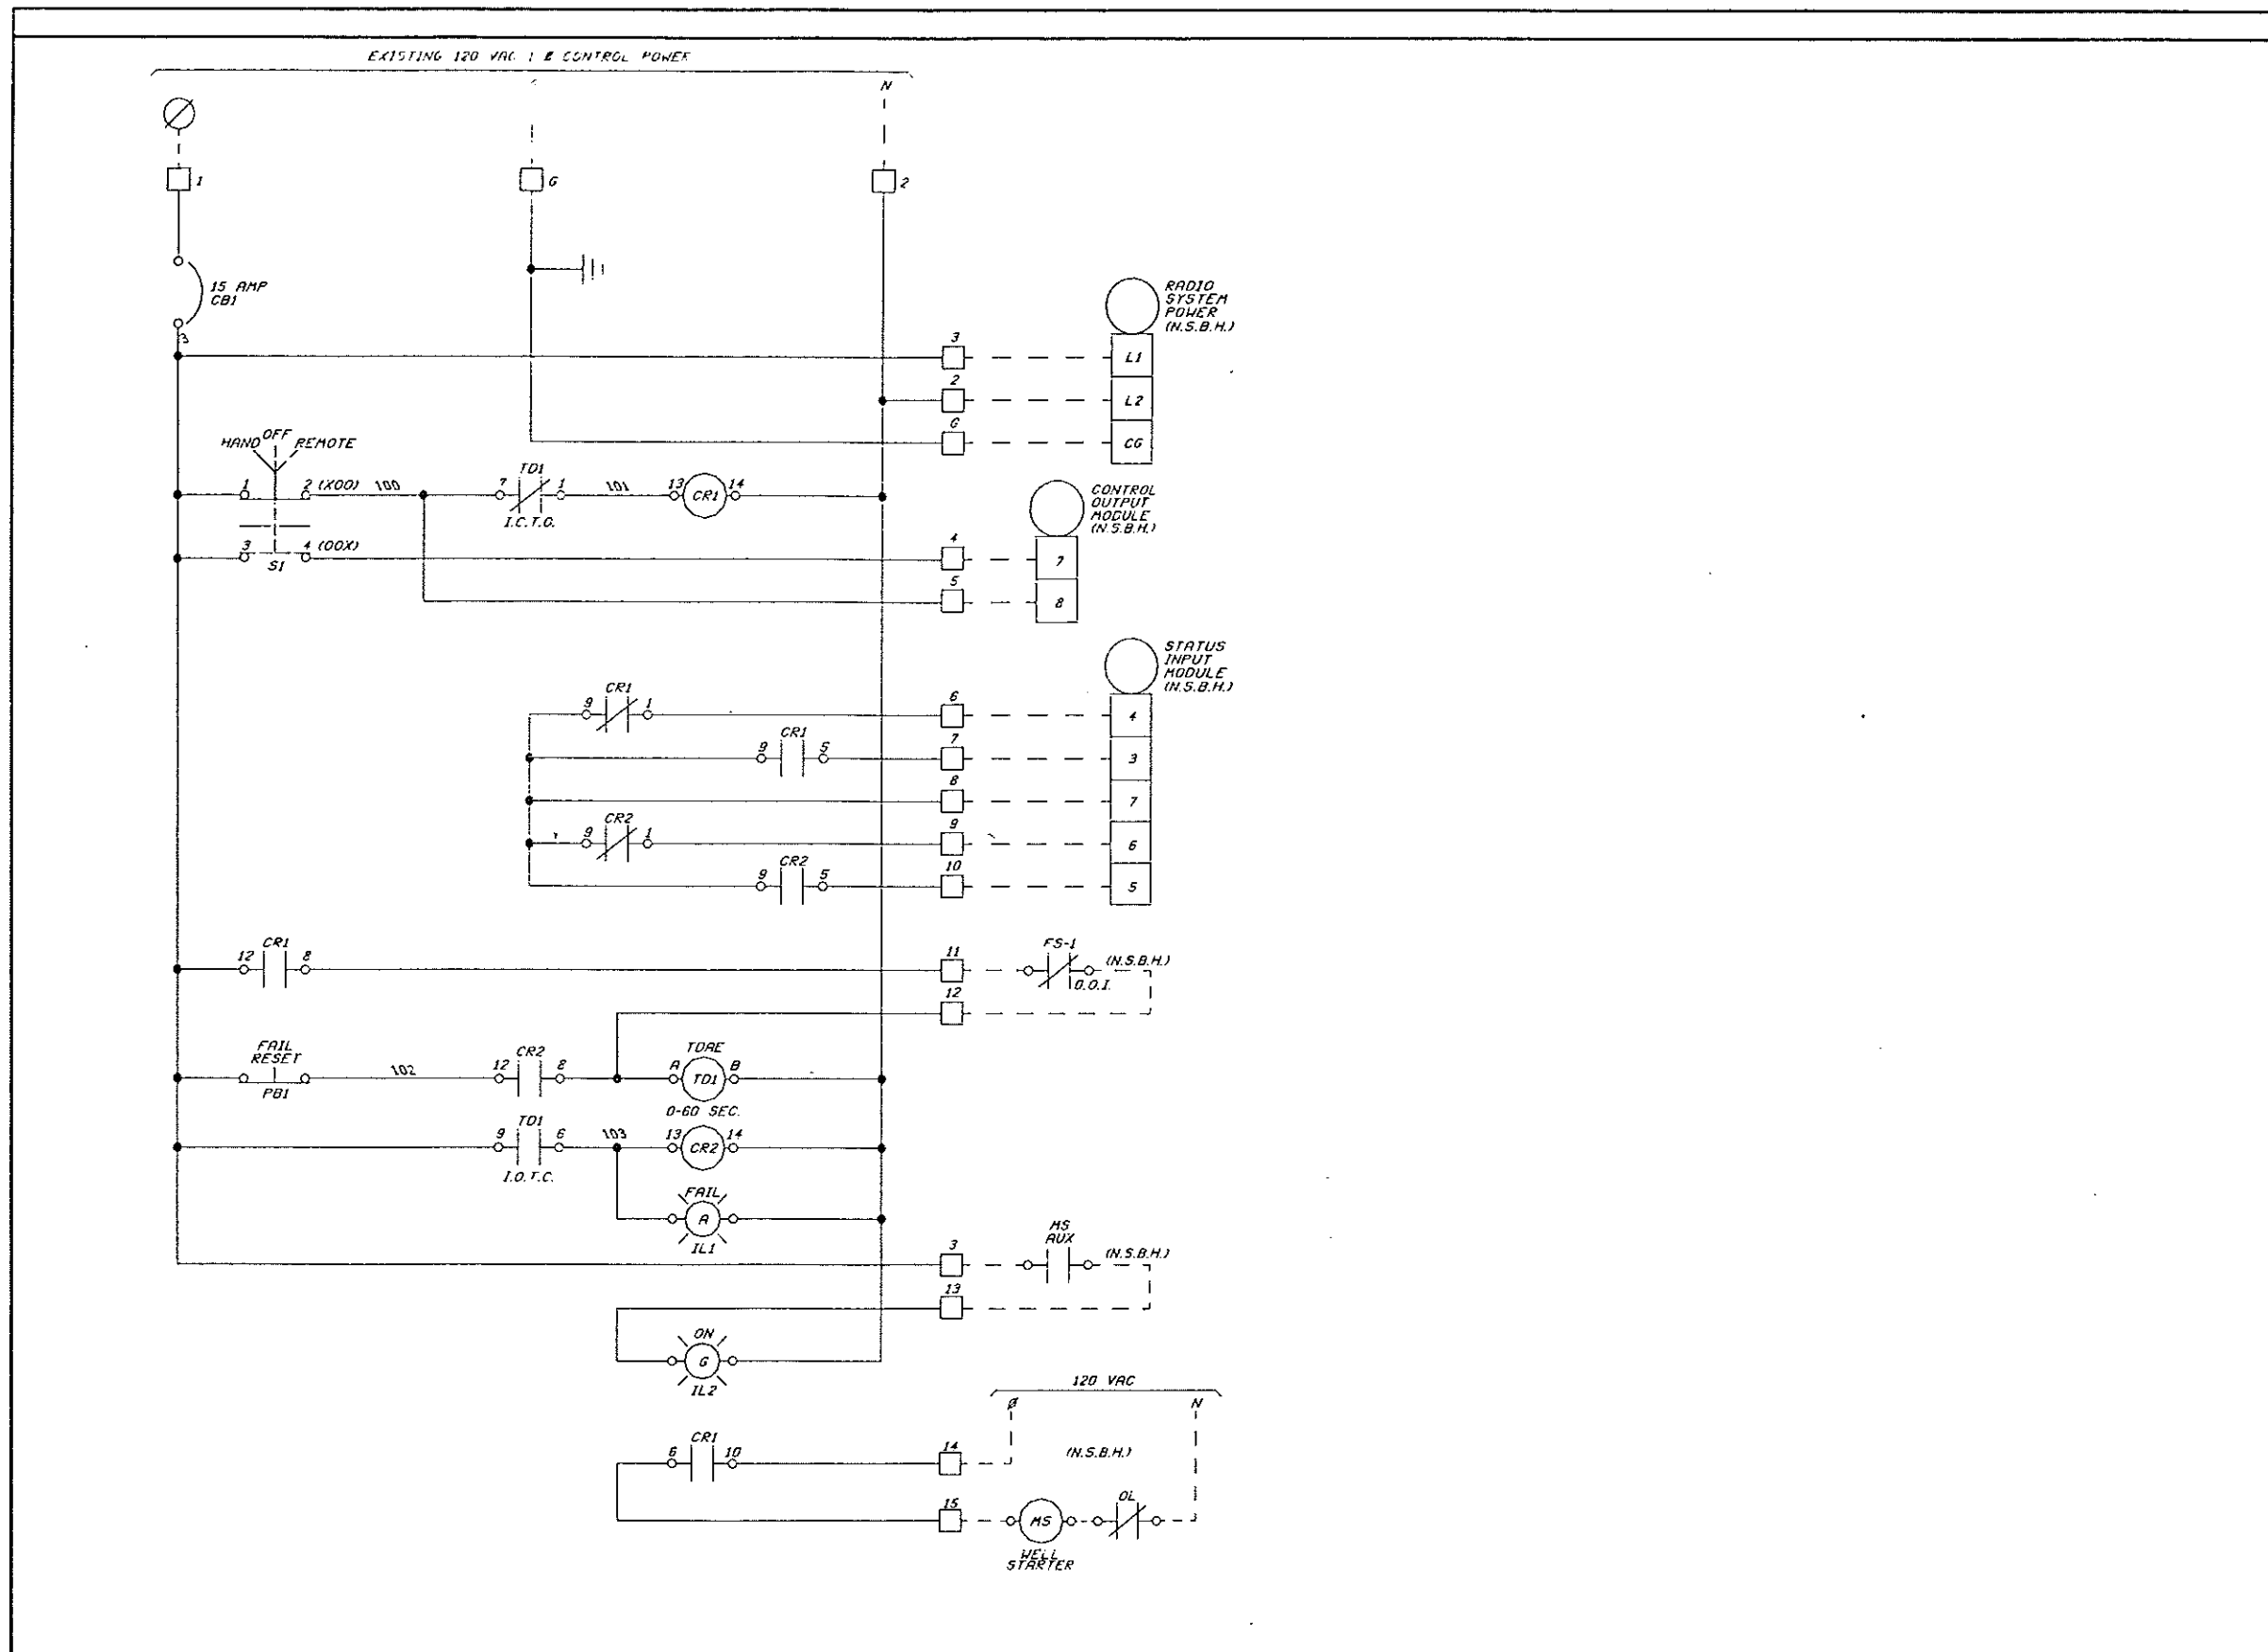 EXISTING 120 VAC 1 Ø CONTROL POWER
N
1
G
2
15 AMP
CB1
3
RADIO
SYSTEM
POWER
(N.S.B.H.)
3
L1
2
L2
G
CG
HAND OFF REMOTE
1 2 (XOO) 100 7 TD1 1 101 13 CR1 14
I.C.T.O.
CONTROL
OUTPUT
MODULE
(N.S.B.H.)
3 4 (OOX)
S1
4
7
5
8
STATUS
INPUT
MODULE
(N.S.B.H.)
CR1
9 1 6 4
CR1
9 5 7 3
8 7
CR2
9 1 9 6
CR2
9 5 10 5
CR1
12 8 11
FS-1
(N.S.B.H.)
O.O.I.
12
FAIL
RESET
PB1
102
CR2
12 8
TDAE
A TD1 B
0-60 SEC.
TD1
9 6 103 13 CR2 14
I.O.T.C.
FAIL
A
IL1
3
MS
AUX
(N.S.B.H.)
13
ON
G
IL2
120 VAC
Ø N
CR1
6 10 14
(N.S.B.H.)
15
MS
OL
WELL
STARTER